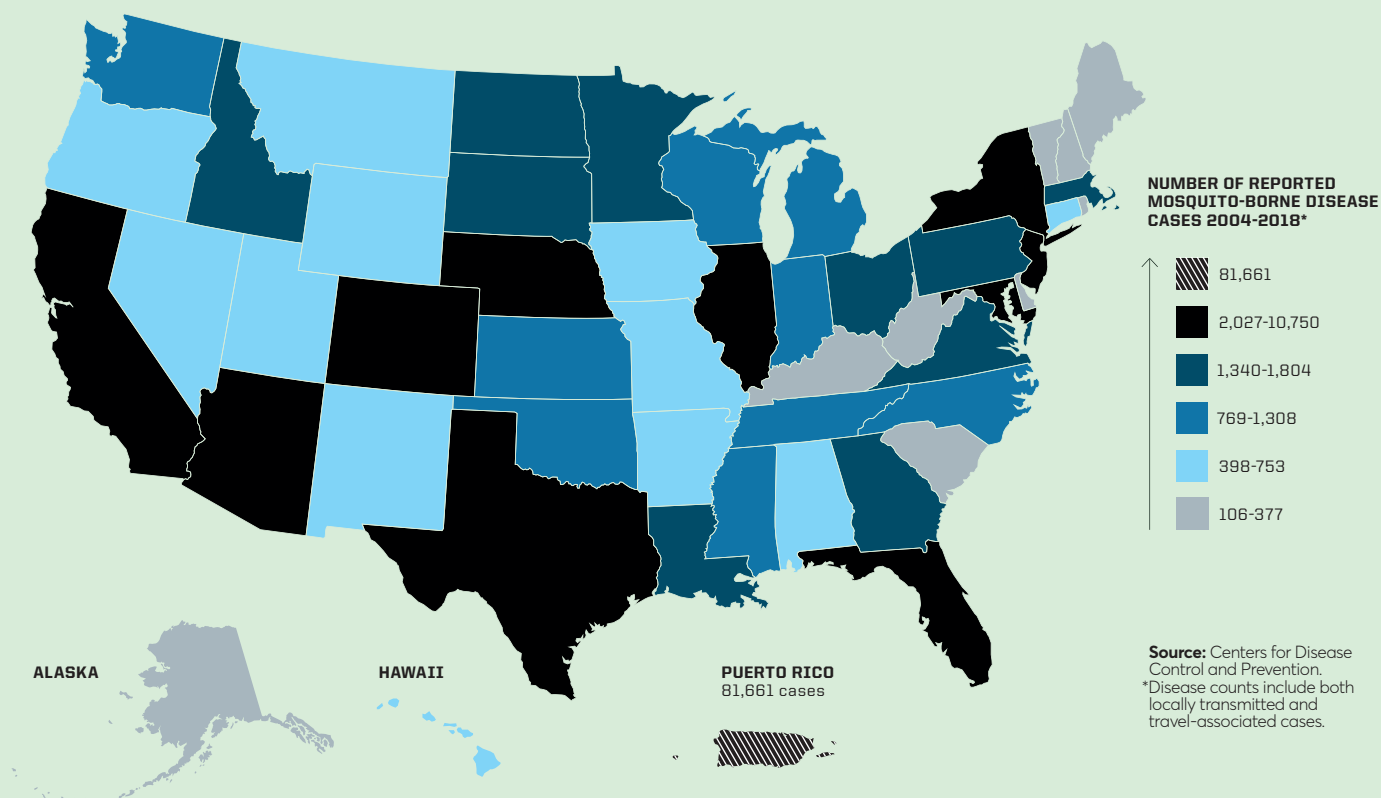 NUMBER OF REPORTED
MOSQUITO-BORNE DISEASE
CASES 2004-2018*
81,661
2,027-10,750
1,340-1,804
769-1,308
398-753
106-377
ALASKA
HAWAII
PUERTO RICO
81,661 cases
Source: Centers for Disease
Control and Prevention.
*Disease counts include both
locally transmitted and
travel-associated cases.